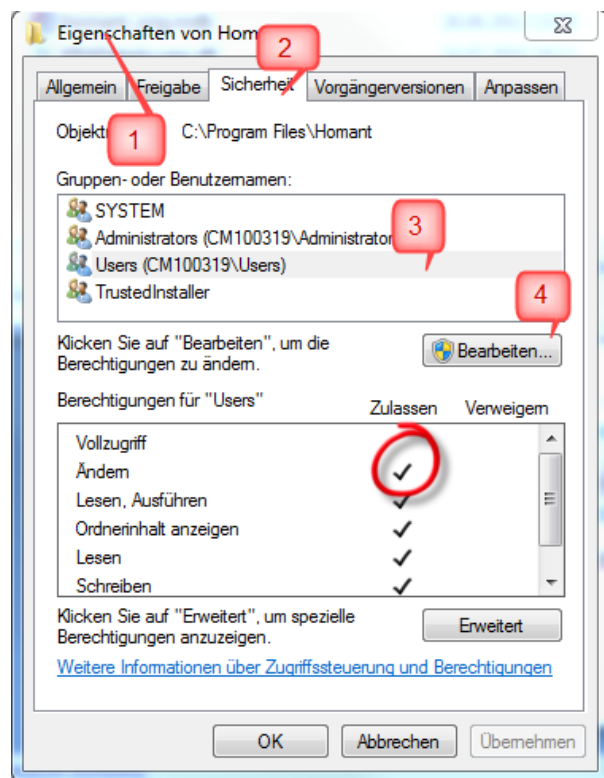 Eigenschaften von Hom
2
Allgemein Freigabe Sicherheit Vorgängerversionen Anpassen
1
C:\Program Files\Homant
Gruppen- oder Benutzernamen:
SYSTEM
3
Administrators (CM100319\Administrator
Users (CM100319\Users)
TrustedInstaller
4
Klicken Sie auf "Bearbeiten", um die
Berechtigungen zu ändern.
Bearbeiten...
Berechtigungen für "Users"
Zulassen Verweigern
Vollzugriff
Ändern
Lesen, Ausführen
Ordnerinhalt anzeigen
Lesen
Schreiben
Klicken Sie auf "Erweitert", um spezielle
Berechtigungen anzuzeigen.
Erweitert
Weitere Informationen über Zugriffssteuerung und Berechtigungen
OK Abbrechen Übernehmen